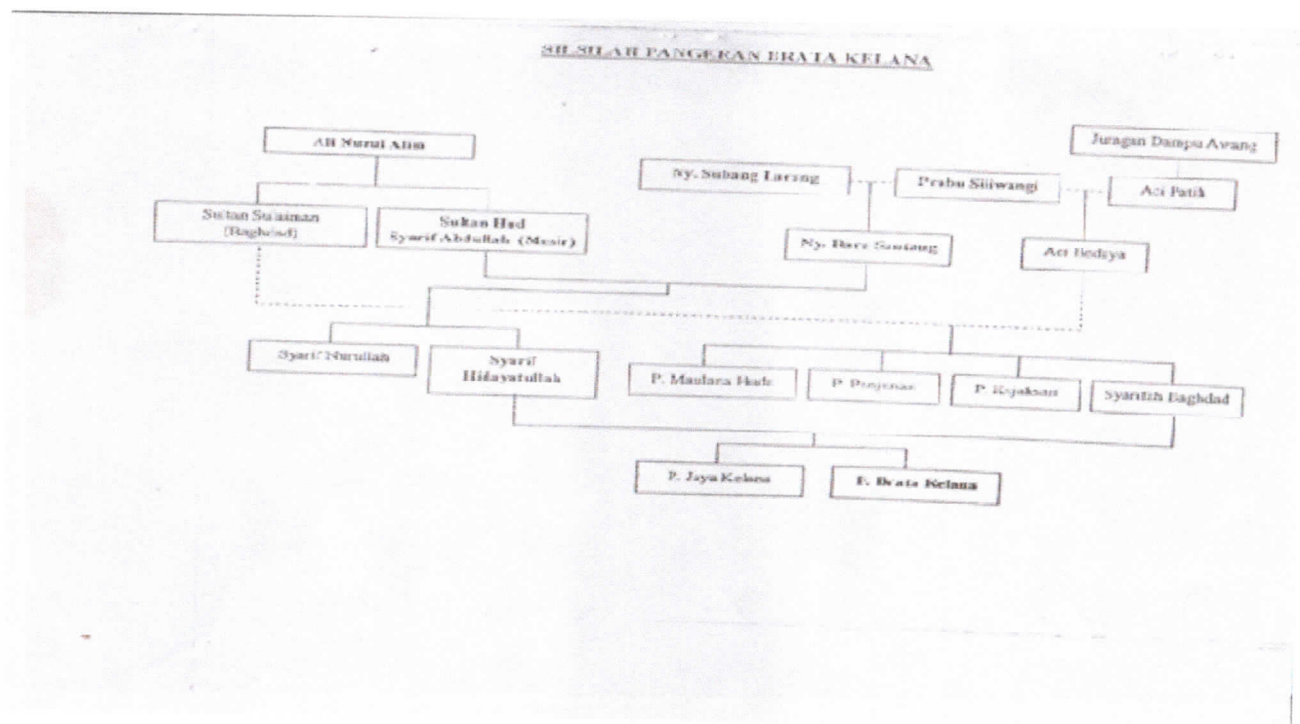 SILSILAH PANGERAN BRATA KELANA
Ali Nurul Alim
Juragan Dampu Awang
Ny. Subang Larang
Prabu Siliwangi
Aci Patih
Sultan Sulaiman
(Baghdad)
Sultan Hud
Syarif Abdullah (Mesir)
Ny. Rara Santang
Aci Bedaya
Syarif Nurullah
Syarif
Hidayatullah
P. Maulana
P. Panjunan
P. Kejaksan
Syarifah Baghdad
P. Jaya Kelana
P. Brata Kelana